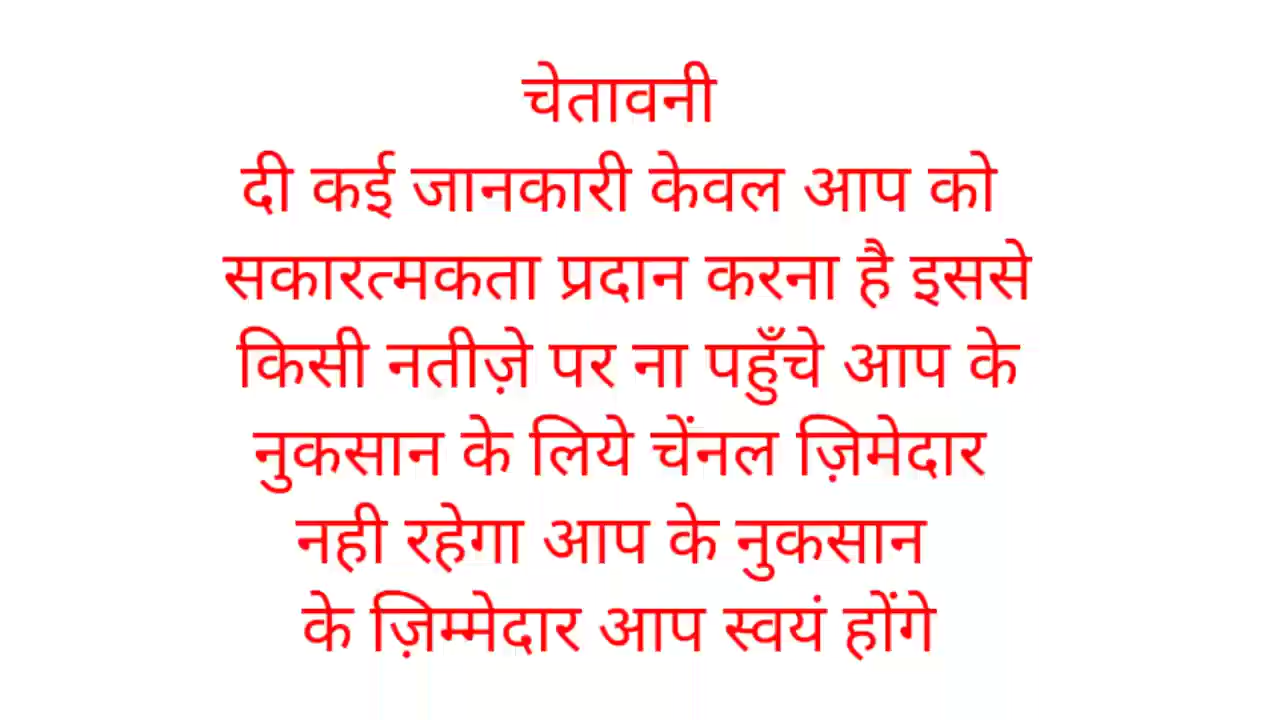 चेतावनी
दी कई जानकारी केवल आप को
सकारत्मकता प्रदान करना है इससे
किसी नतीज़े पर ना पहुँचे आप के
नुकसान के लिये चेंनल ज़िमेदार
नही रहेगा आप के नुकसान
के ज़िम्मेदार आप स्वयं होंगे